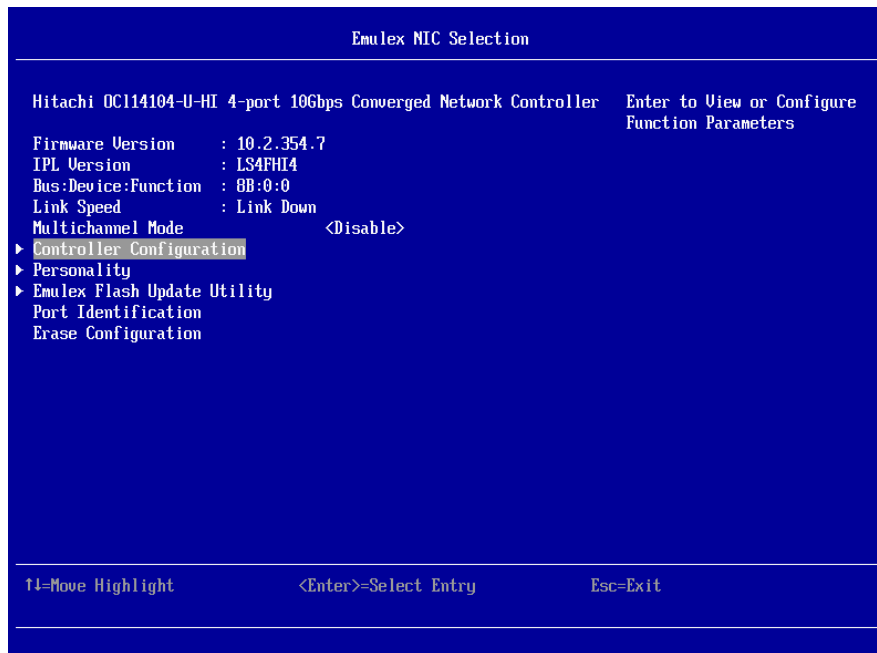 Emulex NIC Selection
Hitachi OCl14104-U-HI 4-port 10Gbps Converged Network Controller
Enter to View or Configure
Function Parameters
Firmware Version : 10.2.354.7
IPL Version : LS4FHI4
Bus:Device:Function : 8B:0:0
Link Speed : Link Down
Multichannel Mode <Disable>
Controller Configuration
Personality
Emulex Flash Update Utility
Port Identification
Erase Configuration
↑↓=Move Highlight <Enter>=Select Entry Esc=Exit